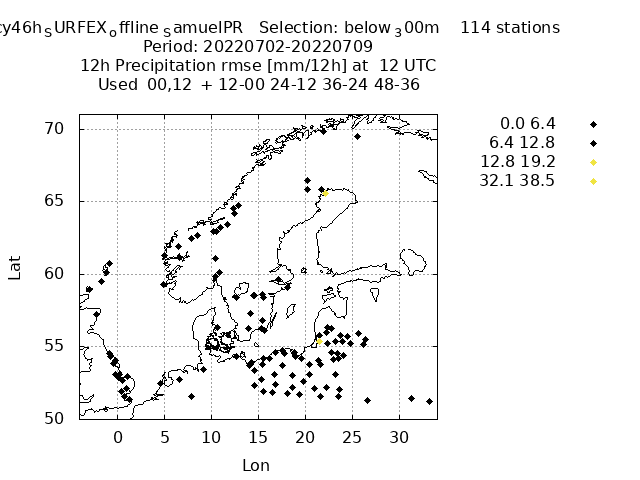 cy46h_SURFEX_offline_SamuelPR Selection: below_300m 114 stations
Period: 20220702-20220709
12h Precipitation rmse [mm/12h] at 12 UTC
Used 00,12 + 12-00 24-12 36-24 48-36
0.0 6.4
6.4 12.8
12.8 19.2
32.1 38.5
70
65
60
55
50
Lat
0 5 10 15 20 25 30
Lon